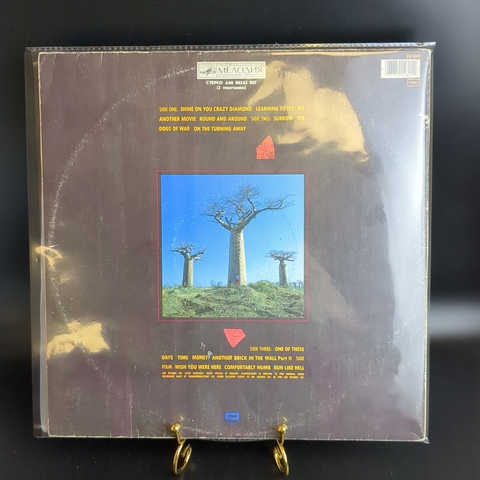 МЕЛОДИЯ
СТЕРЕО А60 00543 007
(2 пластинки)
SIDE ONE: SHINE ON YOU CRAZY DIAMOND LEARNING TO FLY YET
ANOTHER MOVIE ROUND AND AROUND SIDE TWO: SORROW THE
DOGS OF WAR ON THE TURNING AWAY
SIDE THREE: ONE OF THESE
DAYS TIME MONEY ANOTHER BRICK IN THE WALL Part II SIDE
FOUR: WISH YOU WERE HERE COMFORTABLY NUMB RUN LIKE HELL
EMI